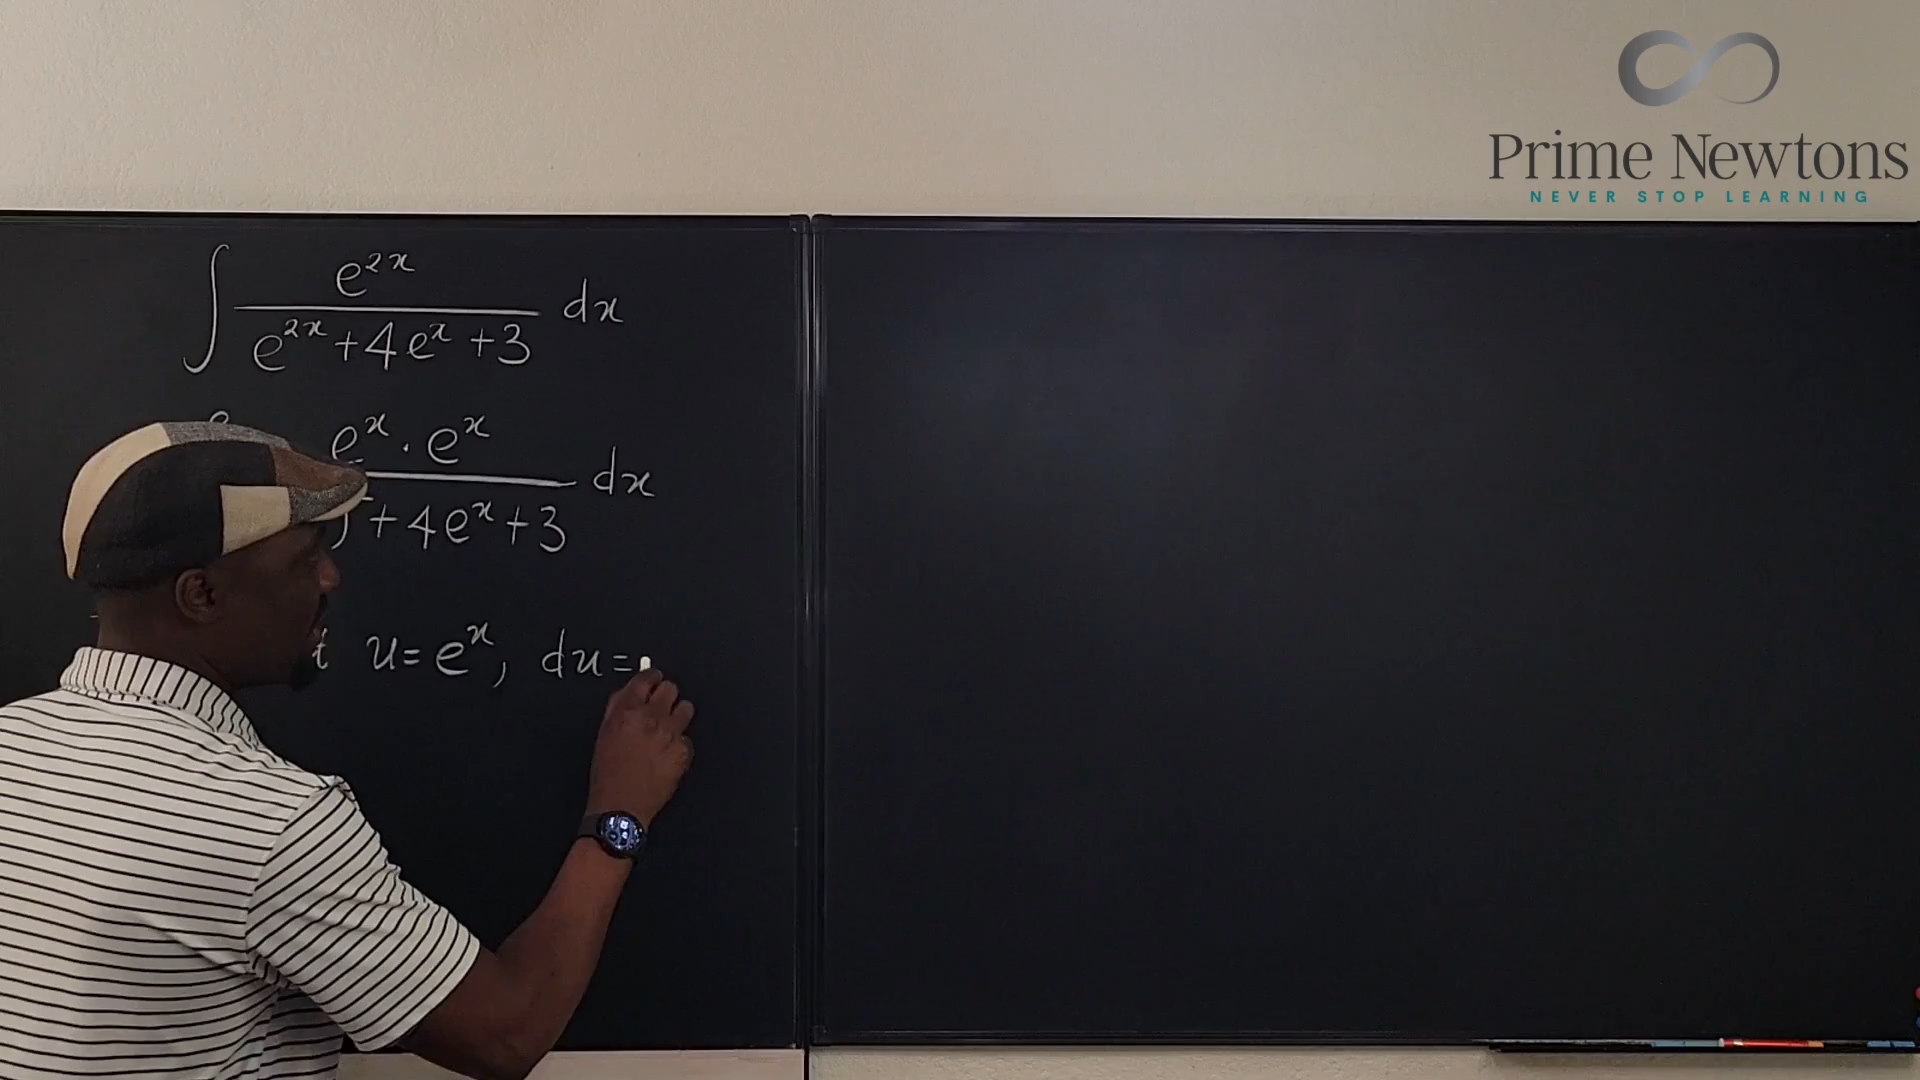 Prime Newtons
NEVER STOP LEARNING
∫ e^{2x} / (e^{2x} + 4e^x + 3) dx
e^x · e^x
+ 4e^x + 3 dx
u = e^x, du =